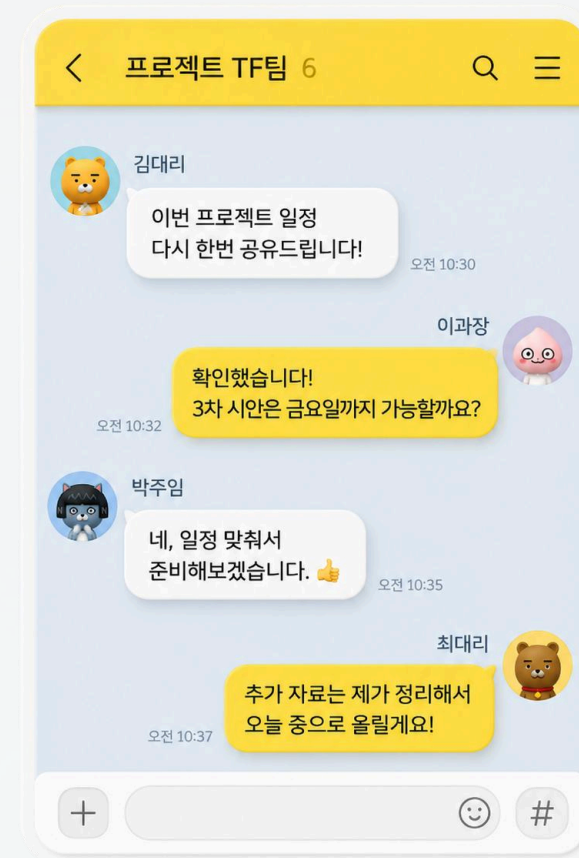 프로젝트 TF팀 6
김대리
이번 프로젝트 일정
다시 한번 공유드립니다!
오전 10:30
이과장
확인했습니다!
3차 시안은 금요일까지 가능할까요?
오전 10:32
박주임
네, 일정 맞춰서
준비해보겠습니다. 👍
오전 10:35
최대리
추가 자료는 제가 정리해서
오늘 중으로 올릴게요!
오전 10:37
#